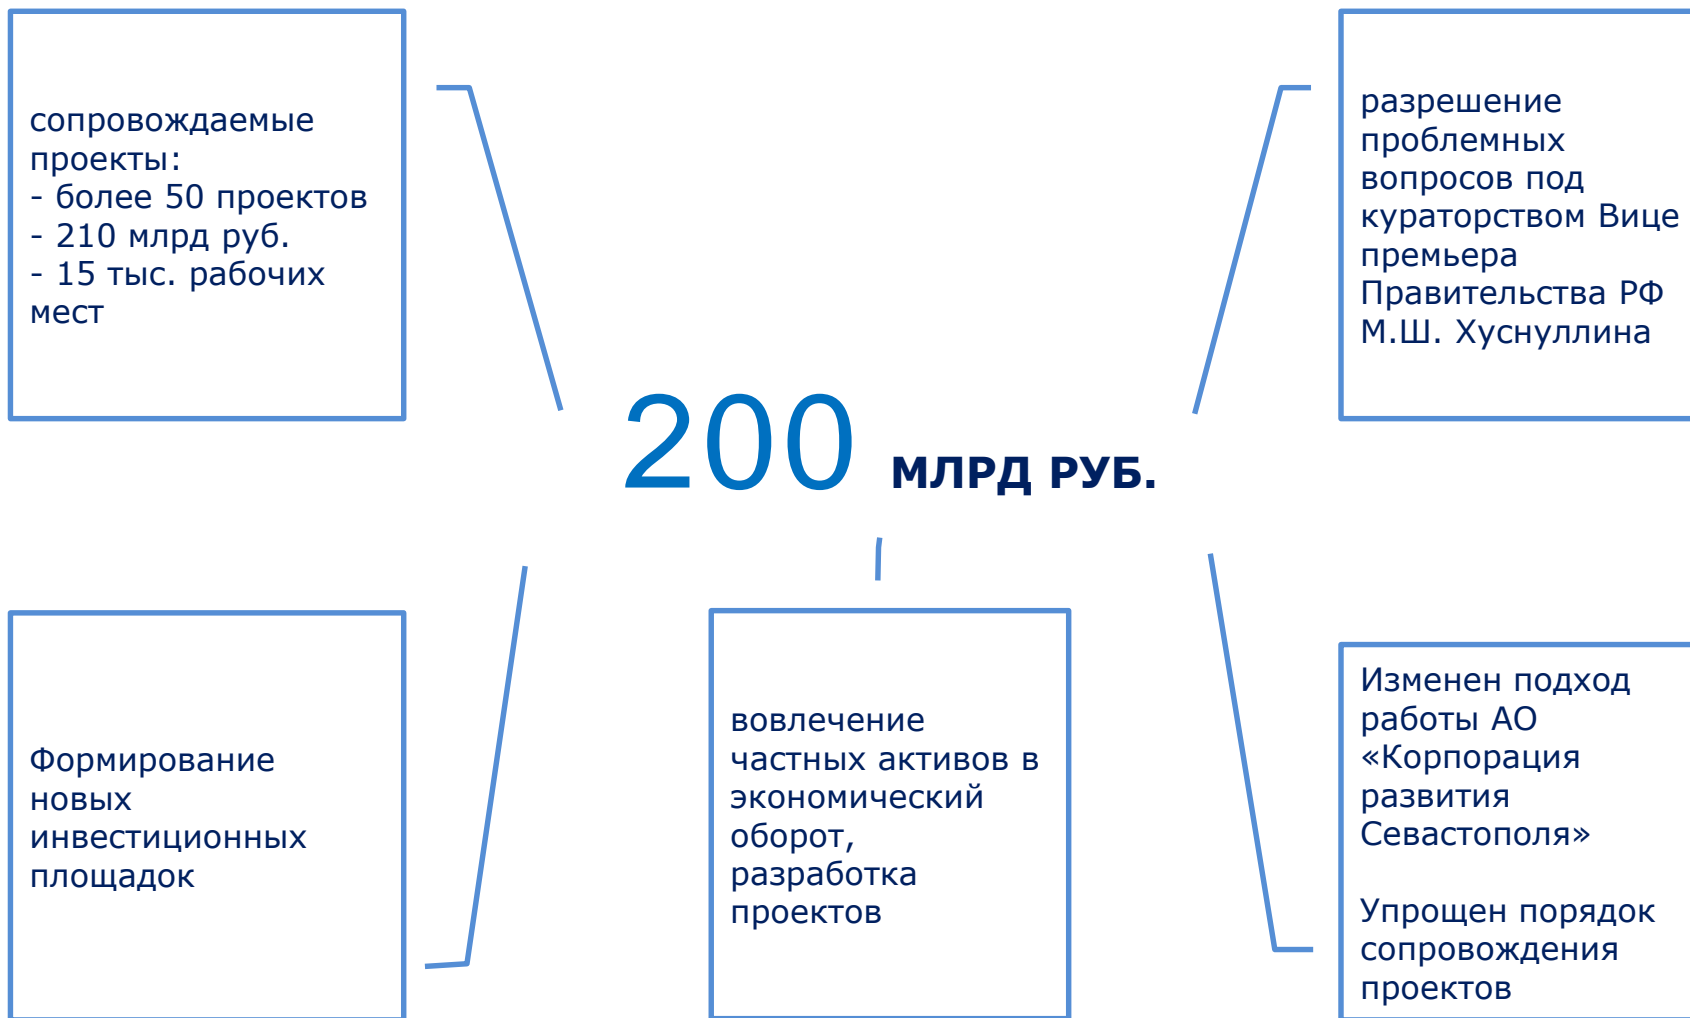 сопровождаемые
проекты:
- более 50 проектов
- 210 млрд руб.
- 15 тыс. рабочих
мест
разрешение
проблемных
вопросов под
кураторством Вице
премьера
Правительства РФ
М.Ш. Хуснуллина
200 МЛРД РУБ.
Формирование
новых
инвестиционных
площадок
вовлечение
частных активов в
экономический
оборот,
разработка
проектов
Изменен подход
работы АО
«Корпорация
развития
Севастополя»
Упрощен порядок
сопровождения
проектов